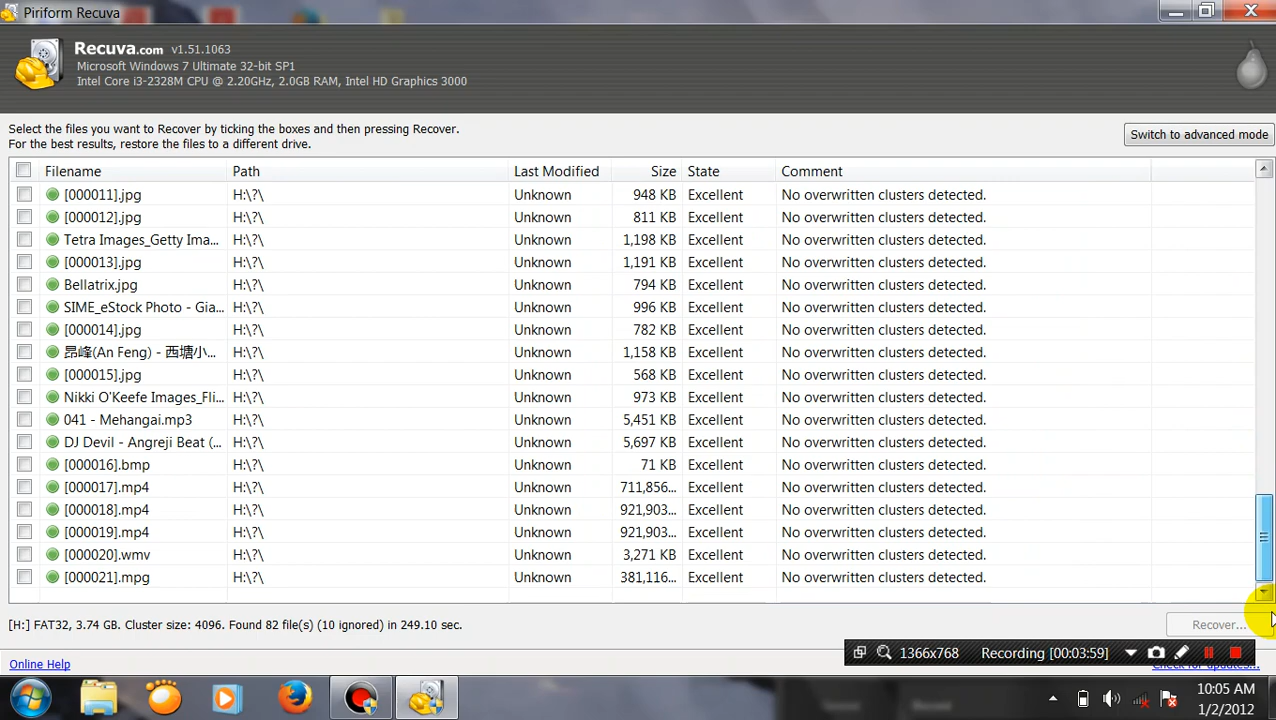 Piriform Recuva
Recuva.com v1.51.1063
Microsoft Windows 7 Ultimate 32-bit SP1
Intel Core i3-2328M CPU @ 2.20GHz, 2.0GB RAM, Intel HD Graphics 3000
Select the files you want to Recover by ticking the boxes and then pressing Recover.
For the best results, restore the files to a different drive.
Switch to advanced mode
Filename Path Last Modified Size State Comment
[000011].jpg H:\?\ Unknown 948 KB Excellent No overwritten clusters detected.
[000012].jpg H:\?\ Unknown 811 KB Excellent No overwritten clusters detected.
Tetra Images_Getty Ima... H:\?\ Unknown 1,198 KB Excellent No overwritten clusters detected.
[000013].jpg H:\?\ Unknown 1,191 KB Excellent No overwritten clusters detected.
Bellatrix.jpg H:\?\ Unknown 794 KB Excellent No overwritten clusters detected.
SIME_eStock Photo - Gia... H:\?\ Unknown 996 KB Excellent No overwritten clusters detected.
[000014].jpg H:\?\ Unknown 782 KB Excellent No overwritten clusters detected.
昂峰(An Feng) - 西塘小... H:\?\ Unknown 1,158 KB Excellent No overwritten clusters detected.
[000015].jpg H:\?\ Unknown 568 KB Excellent No overwritten clusters detected.
Nikki O'Keefe Images_Fli... H:\?\ Unknown 973 KB Excellent No overwritten clusters detected.
041 - Mehangai.mp3 H:\?\ Unknown 5,451 KB Excellent No overwritten clusters detected.
DJ Devil - Angreji Beat (... H:\?\ Unknown 5,697 KB Excellent No overwritten clusters detected.
[000016].bmp H:\?\ Unknown 71 KB Excellent No overwritten clusters detected.
[000017].mp4 H:\?\ Unknown 711,856... Excellent No overwritten clusters detected.
[000018].mp4 H:\?\ Unknown 921,903... Excellent No overwritten clusters detected.
[000019].mp4 H:\?\ Unknown 921,903... Excellent No overwritten clusters detected.
[000020].wmv H:\?\ Unknown 3,271 KB Excellent No overwritten clusters detected.
[000021].mpg H:\?\ Unknown 381,116... Excellent No overwritten clusters detected.
[H:] FAT32, 3.74 GB. Cluster size: 4096. Found 82 file(s) (10 ignored) in 249.10 sec.
Recover...
1366x768 Recording [00:03:59]
Online Help
Check for updates...
10:05 AM
1/2/2012